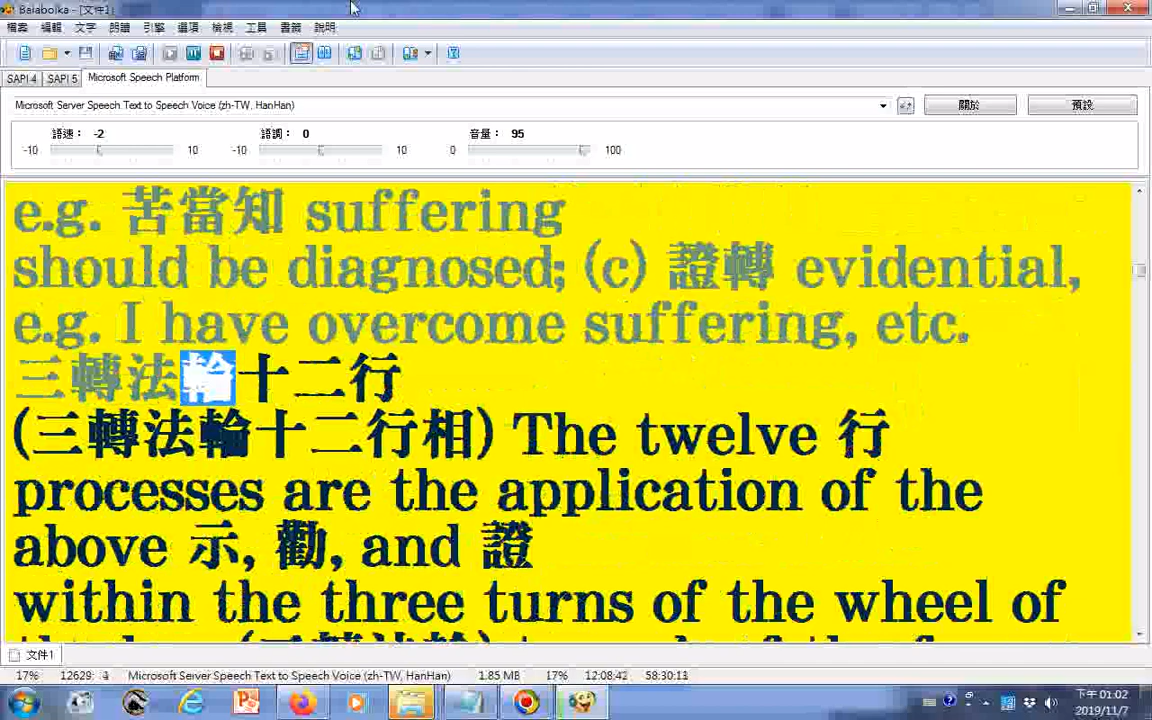 Balabolka - [文件1]
檔案 編輯 文字 朗讀 引擎 選項 檢視 工具 書籤 說明
SAPI 4 SAPI 5 Microsoft Speech Platform
Microsoft Server Speech Text to Speech Voice (zh-TW, HanHan) 關於 預設
語速： -2 語調： 0 音量： 95
-10 10 -10 10 0 100
e.g. 苦當知 suffering
should be diagnosed; (c) 證轉 evidential,
e.g. I have overcome suffering, etc.
三轉法輪十二行
(三轉法輪十二行相) The twelve 行
processes are the application of the
above 示, 勸, and 證
within the three turns of the wheel of
文件1
17% 12629: 4 Microsoft Server Speech Text to Speech Voice (zh-TW, HanHan) 1.85 MB 17% 12:08:42 58:30:13
下午 01:02
2019/11/7